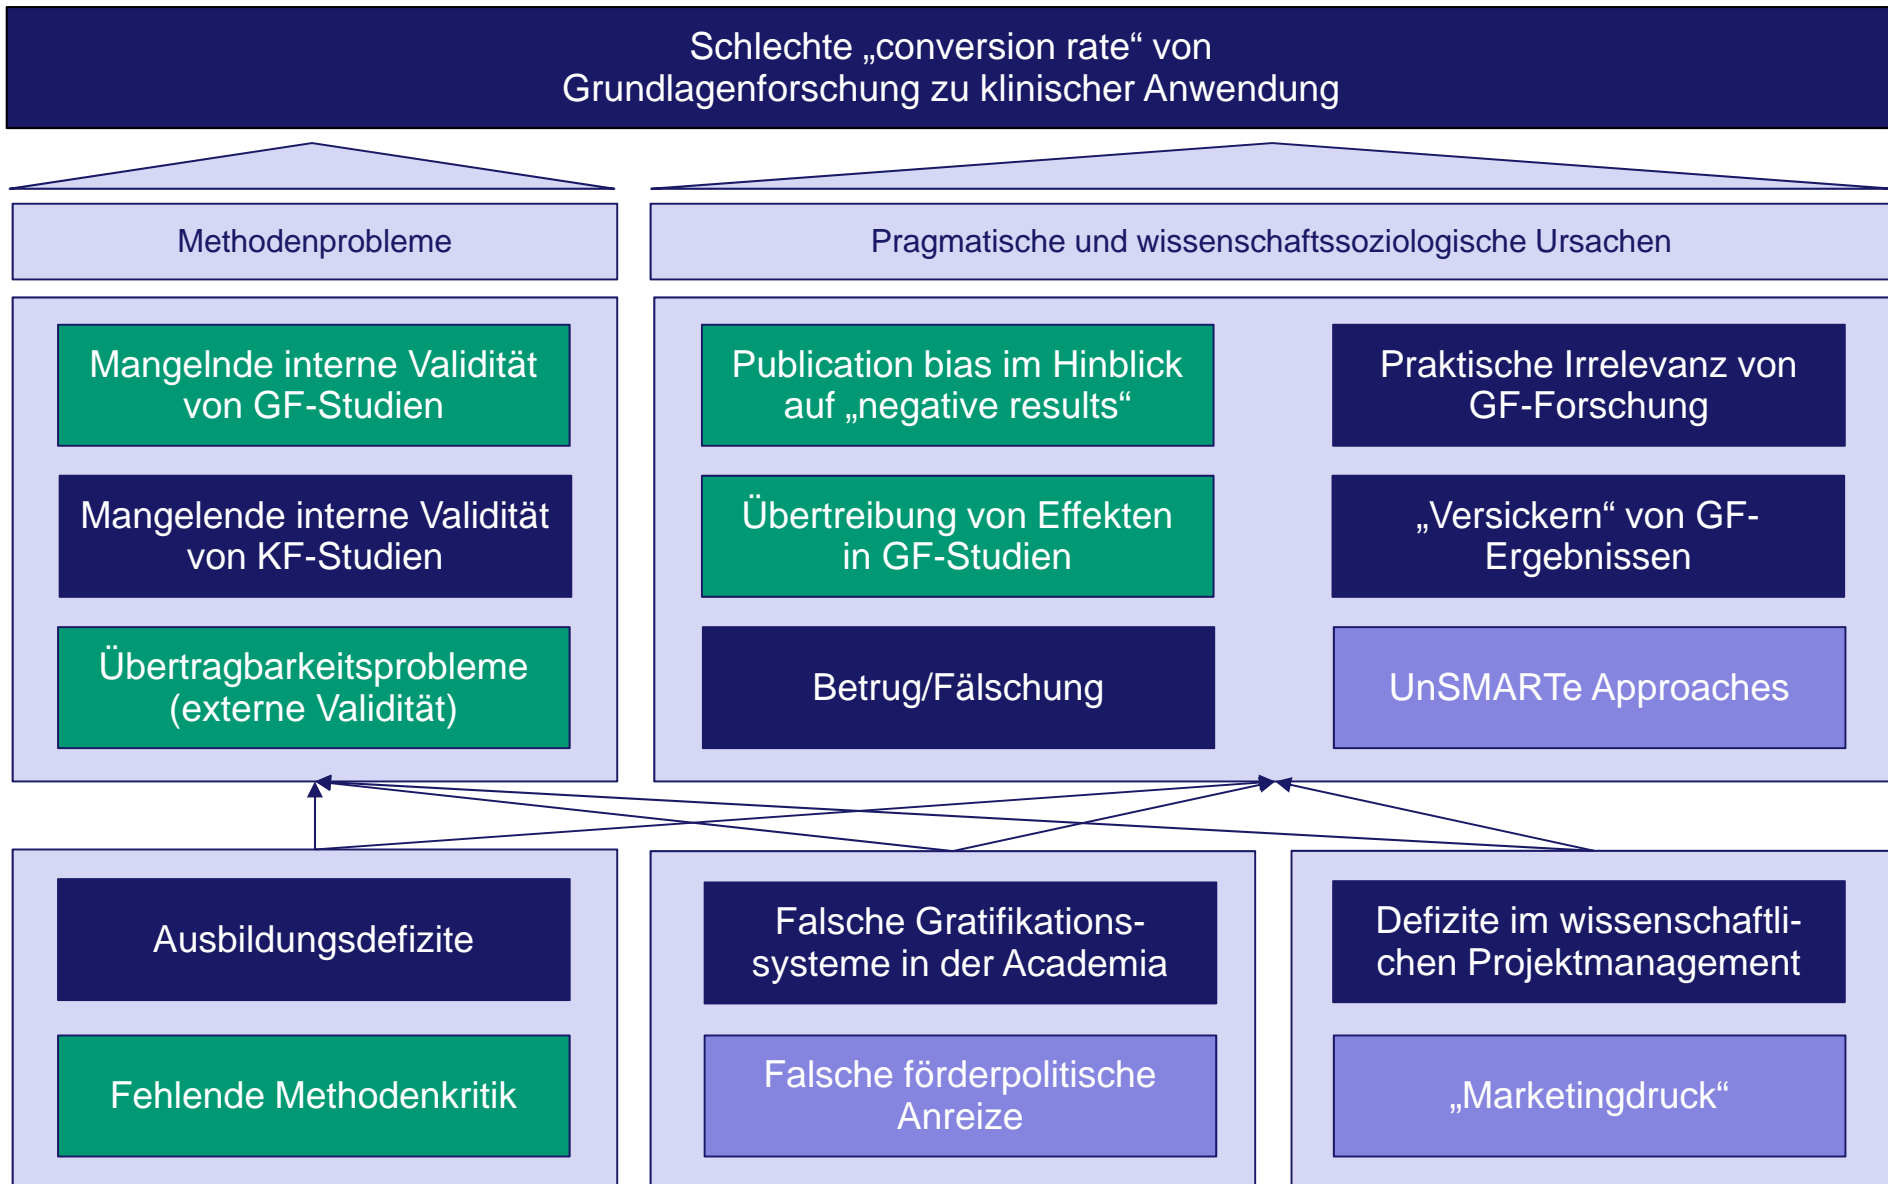 Schlechte „conversion rate“ von
Grundlagenforschung zu klinischer Anwendung
Methodenprobleme
Mangelnde interne Validität
von GF-Studien
Mangelende interne Validität
von KF-Studien
Übertragbarkeitsprobleme
(externe Validität)
Pragmatische und wissenschaftssoziologische Ursachen
Publication bias im Hinblick
auf „negative results“
Übertreibung von Effekten
in GF-Studien
Betrug/Fälschung
Praktische Irrelevanz von
GF-Forschung
„Versickern“ von GF-
Ergebnissen
UnSMARTe Approaches
Ausbildungsdefizite
Fehlende Methodenkritik
Falsche Gratifikations-
systeme in der Academia
Falsche förderpolitische
Anreize
Defizite im wissenschaftli-
chen Projektmanagement
„Marketingdruck“